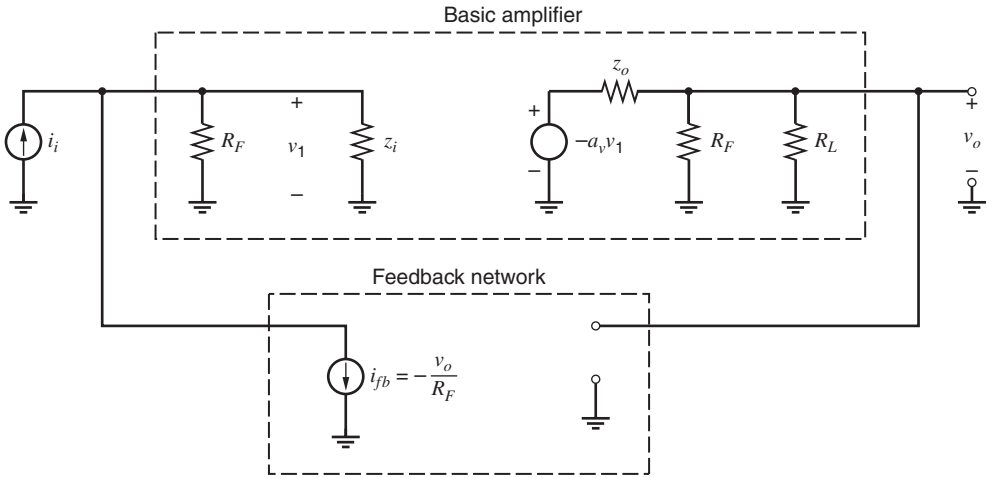 Basic amplifier
i_i
R_F
+
v_1
−
z_i
+
−
−a_v v_1
z_o
R_F
R_L
+
v_o
−
Feedback network
i_fb = − v_o / R_F